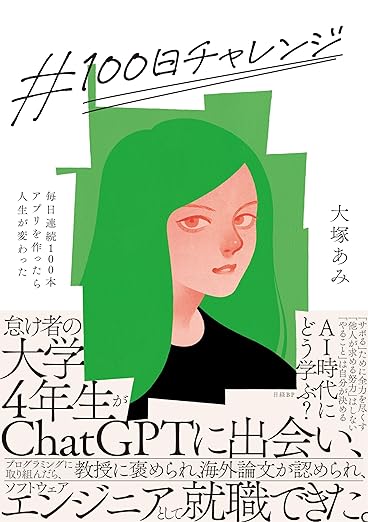 #100日チャレンジ
毎日連続100本
アプリを作ったら
人生が変わった
大塚あみ
日経BP
AI時代に
どう学ぶ?
「サボる」ために全力を尽くす
「他人が求める努力」はしない
「やること」は自分が決める
怠け者の
大学
4年生が
ChatGPTに出会い、
プログラミングに
取り組んだら、
教授に褒められ、海外論文が認められ、
ソフトウェア
エンジニアとして就職できた。